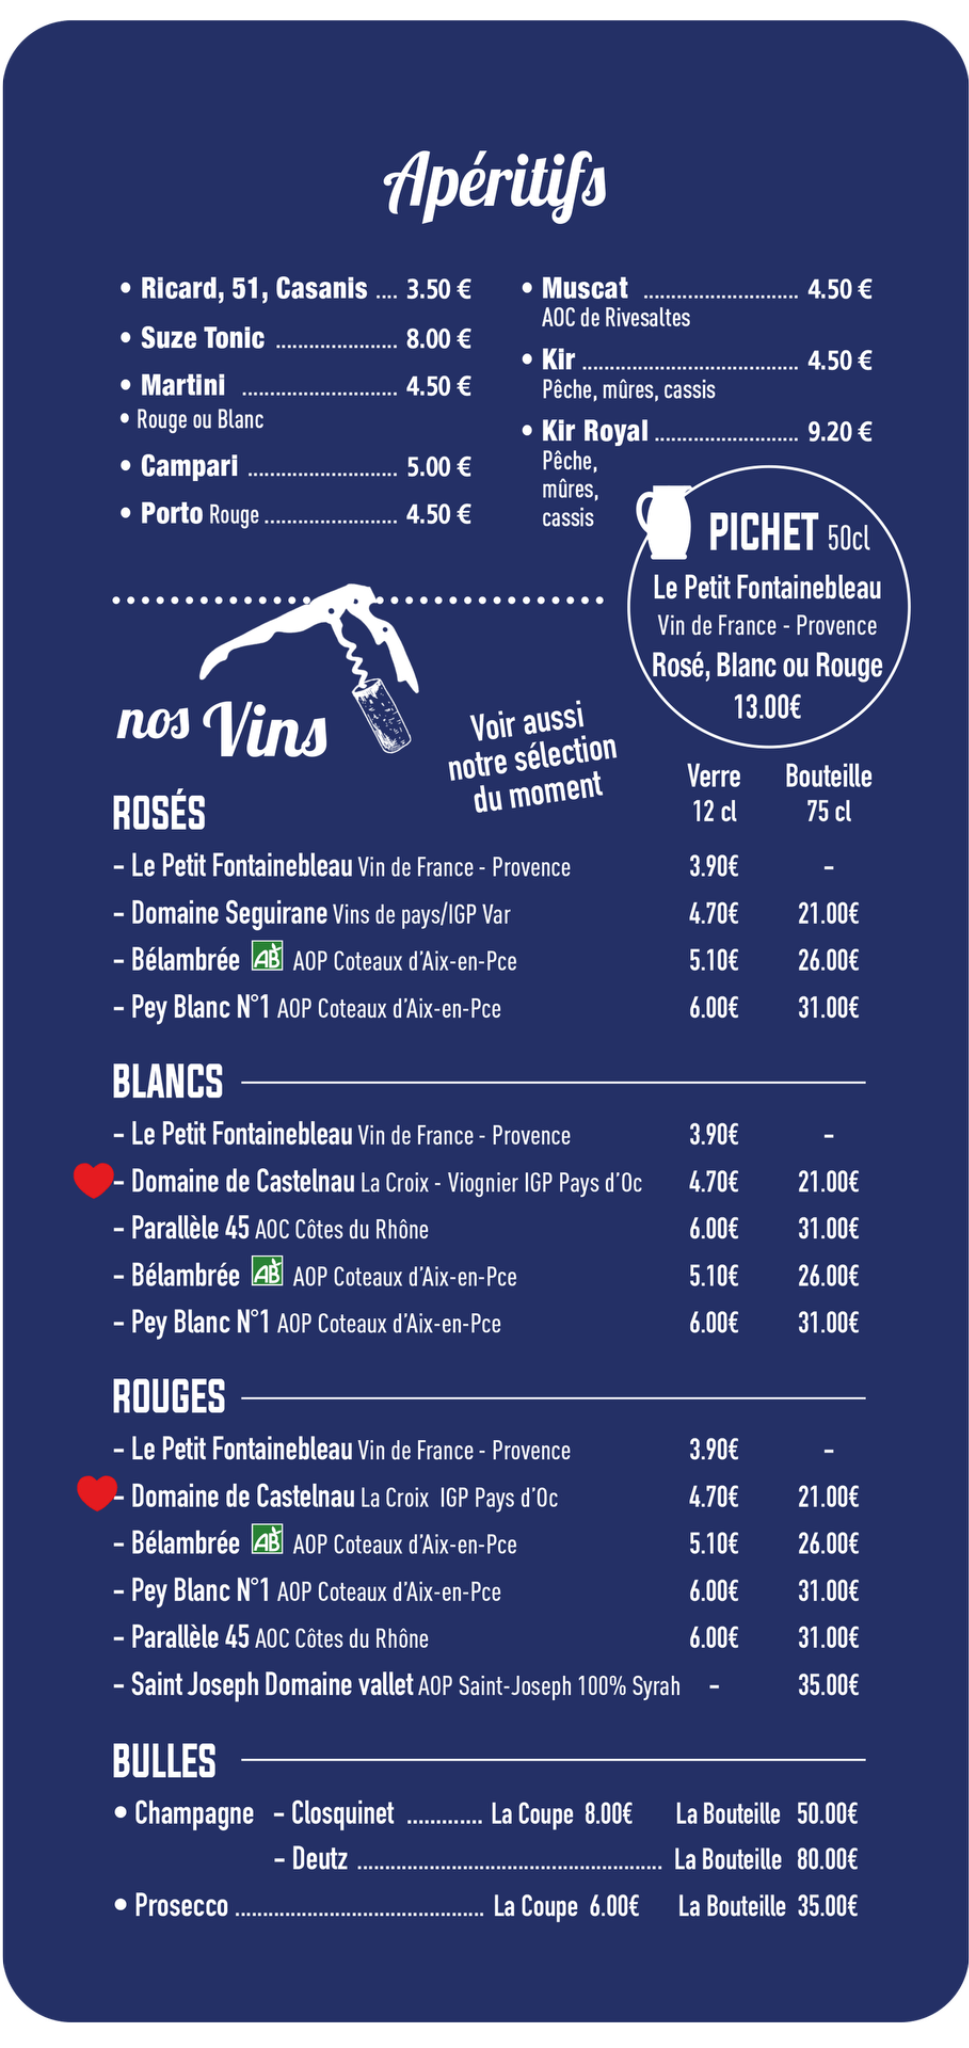 Apéritifs
• Ricard, 51, Casanis .... 3.50 €
• Suze Tonic ...................... 8.00 €
• Martini ............................ 4.50 €
• Rouge ou Blanc
• Campari ........................... 5.00 €
• Porto Rouge ........................ 4.50 €
• Muscat ............................ 4.50 €
AOC de Rivesaltes
• Kir ....................................... 4.50 €
Pêche, mûres, cassis
• Kir Royal .......................... 9.20 €
Pêche,
mûres,
cassis
PICHET 50cl
Le Petit Fontainebleau
Vin de France - Provence
Rosé, Blanc ou Rouge
13.00€
nos Vins
Voir aussi
notre sélection
du moment
Verre Bouteille
12 cl 75 cl
ROSÉS
- Le Petit Fontainebleau Vin de France - Provence 3.90€ -
- Domaine Seguirane Vins de pays/IGP Var 4.70€ 21.00€
- Bélambrée AB AOP Coteaux d'Aix-en-Pce 5.10€ 26.00€
- Pey Blanc N°1 AOP Coteaux d'Aix-en-Pce 6.00€ 31.00€
BLANCS
- Le Petit Fontainebleau Vin de France - Provence 3.90€ -
- Domaine de Castelnau La Croix - Viognier IGP Pays d'Oc 4.70€ 21.00€
- Parallèle 45 AOC Côtes du Rhône 6.00€ 31.00€
- Bélambrée AB AOP Coteaux d'Aix-en-Pce 5.10€ 26.00€
- Pey Blanc N°1 AOP Coteaux d'Aix-en-Pce 6.00€ 31.00€
ROUGES
- Le Petit Fontainebleau Vin de France - Provence 3.90€ -
- Domaine de Castelnau La Croix IGP Pays d'Oc 4.70€ 21.00€
- Bélambrée AB AOP Coteaux d'Aix-en-Pce 5.10€ 26.00€
- Pey Blanc N°1 AOP Coteaux d'Aix-en-Pce 6.00€ 31.00€
- Parallèle 45 AOC Côtes du Rhône 6.00€ 31.00€
- Saint Joseph Domaine vallet AOP Saint-Joseph 100% Syrah - 35.00€
BULLES
• Champagne - Closquinet ............. La Coupe 8.00€ La Bouteille 50.00€
- Deutz ....................................................... La Bouteille 80.00€
• Prosecco ............................................. La Coupe 6.00€ La Bouteille 35.00€